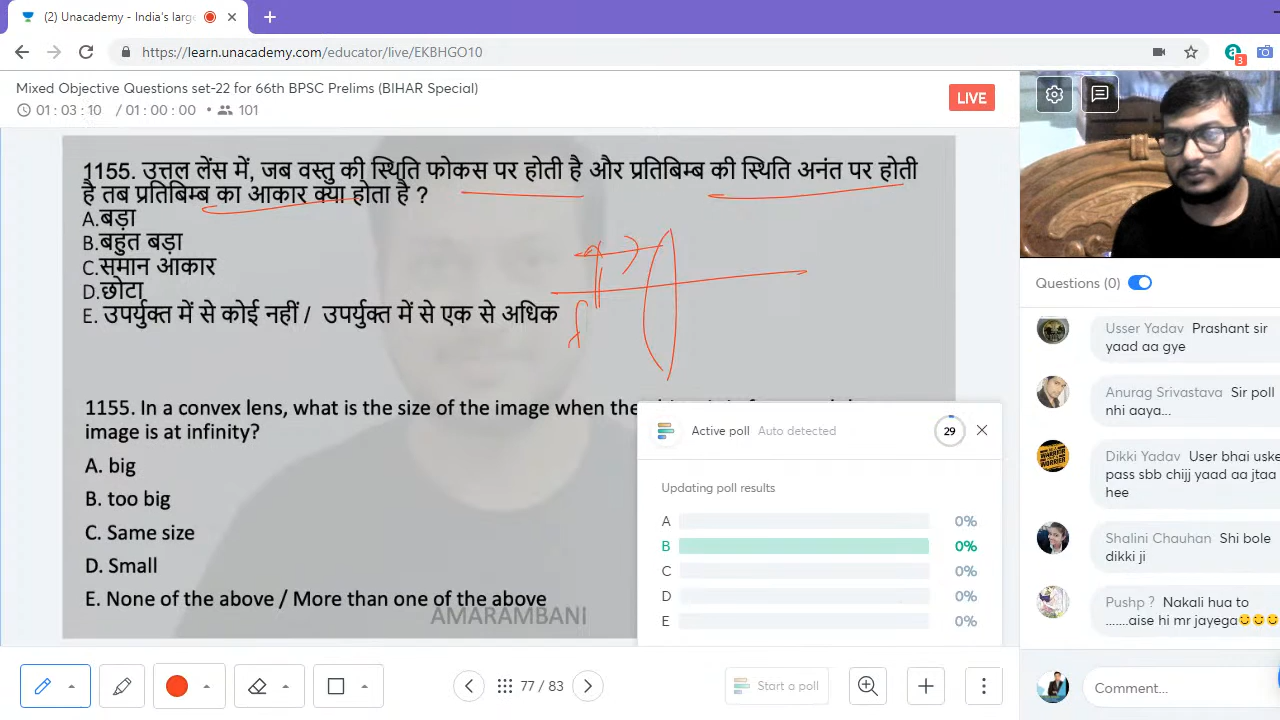 (2) Unacademy - India's larg
https://learn.unacademy.com/educator/live/EKBHGO10
3
Mixed Objective Questions set-22 for 66th BPSC Prelims (BIHAR Special)
01 : 03 : 10 / 01 : 00 : 00 • 101
LIVE
1155. उत्तल लेंस में, जब वस्तु की स्थिति फोकस पर होती है और प्रतिबिम्ब की स्थिति अनंत पर होती
है तब प्रतिबिम्ब का आकार क्या होता है ?
A.बड़ा
B.बहुत बड़ा
C.समान आकार
D.छोटा
E. उपर्युक्त में से कोई नहीं / उपर्युक्त में से एक से अधिक
f
1155. In a convex lens, what is the size of the image when the
image is at infinity?
A. big
B. too big
C. Same size
D. Small
E. None of the above / More than one of the above
AMARAMBANI
Active poll Auto detected 29
Updating poll results
A 0%
B 0%
C 0%
D 0%
E 0%
Questions (0)
Usser Yadav Prashant sir
yaad aa gye
Anurag Srivastava Sir poll
nhi aaya...
Dikki Yadav User bhai uske
pass sbb chijj yaad aa jtaa
hee
Shalini Chauhan Shi bole
dikki ji
Pushp ? Nakali hua to
.......aise hi mr jayega😀😀😀
77 / 83
Start a poll
Comment...